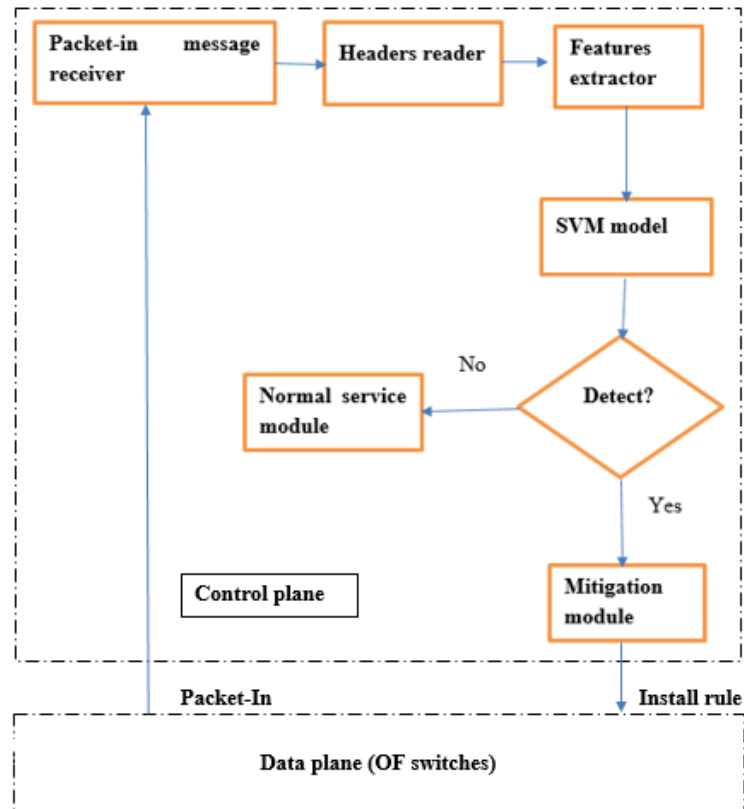 Packet-in message
receiver
Headers reader
Features
extractor
SVM model
No
Detect?
Normal service
module
Yes
Control plane
Mitigation
module
Packet-In
Install rule
Data plane (OF switches)